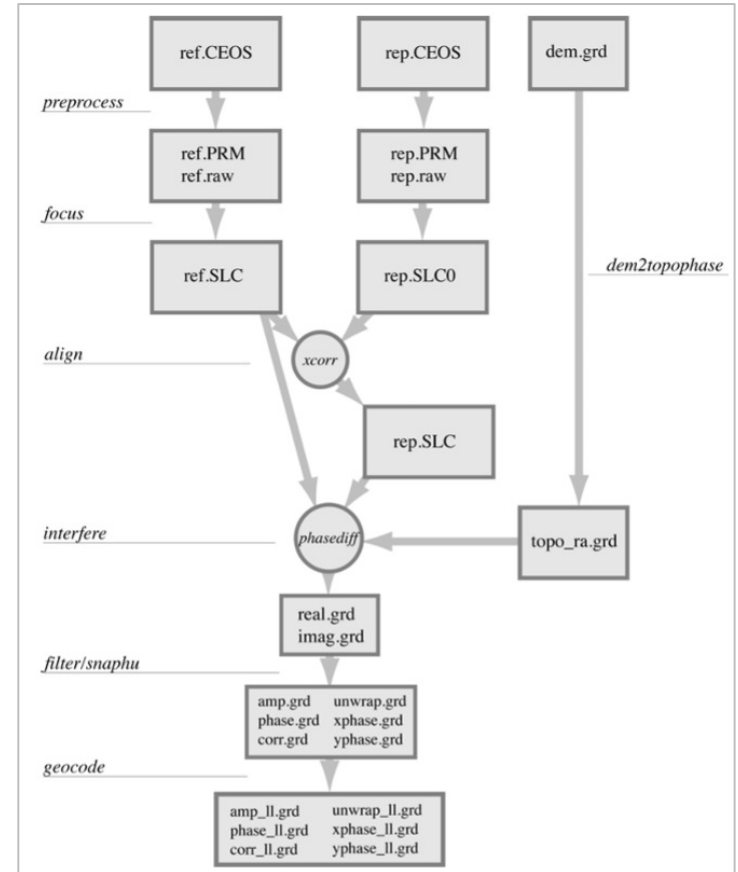 ref.CEOS
rep.CEOS
dem.grd
preprocess
ref.PRM
ref.raw
rep.PRM
rep.raw
focus
ref.SLC
rep.SLC0
dem2topophase
align
xcorr
rep.SLC
interfere
phasediff
topo_ra.grd
real.grd
imag.grd
filter/snaphu
amp.grd unwrap.grd
phase.grd xphase.grd
corr.grd yphase.grd
geocode
amp_ll.grd unwrap_ll.grd
phase_ll.grd xphase_ll.grd
corr_ll.grd yphase_ll.grd